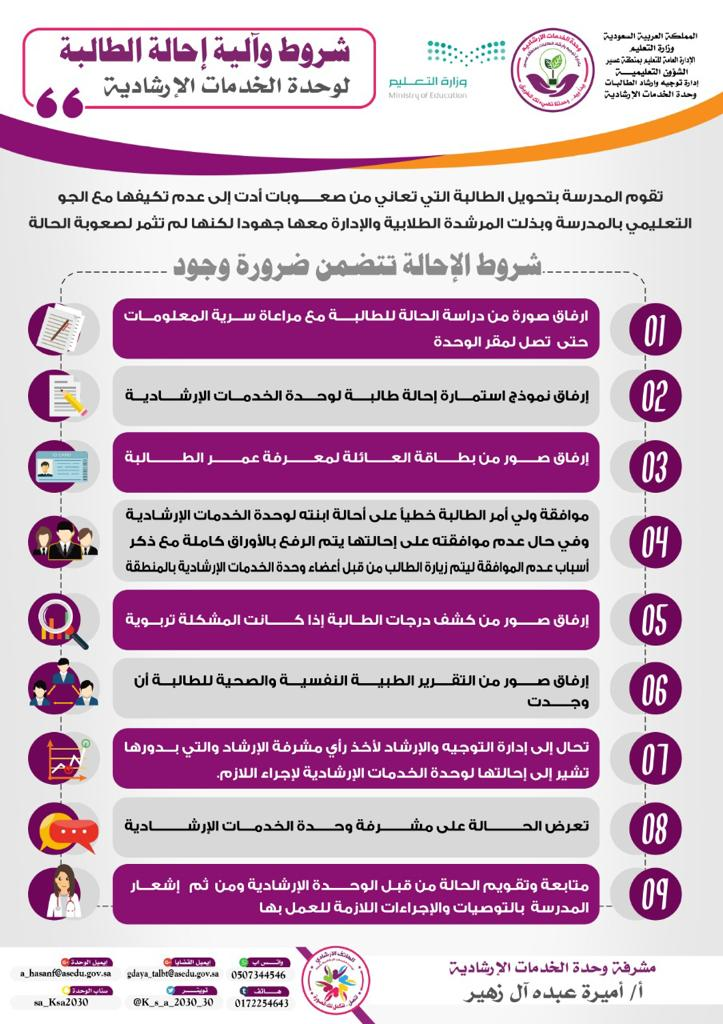 المملكة العربية السعودية
وزارة التعليم
الإدارة العامة للتعليم بمنطقة عسير
الشؤون التعليمية
إدارة توجيه وارشاد الطالبات
وحدة الخدمات الإرشادية
وحدة الخدمات الإرشادية
وزارة التعليم
Ministry of Education
شروط وآلية إحالة الطالبة
لوحدة الخدمات الإرشادية
تقوم المدرسة بتحويل الطالبة التي تعاني من صعوبات أدت إلى عدم تكيفها مع الجو
التعليمي بالمدرسة وبذلت المرشدة الطلابية والإدارة معها جهودا لكنها لم تثمر لصعوبة الحالة
شروط الإحالة تتضمن ضرورة وجود
01
ارفاق صورة من دراسة الحالة للطالبة مع مراعاة سرية المعلومات
حتى تصل لمقر الوحدة
02
إرفاق نموذج استمارة إحالة طالبة لوحدة الخدمات الإرشادية
03
إرفاق صور من بطاقة العائلة لمعرفة عمر الطالبة
ID CARD
04
موافقة ولي أمر الطالبة خطياً على أحالة ابنته لوحدة الخدمات الإرشادية
وفي حال عدم موافقته على إحالتها يتم الرفع بالأوراق كاملة مع ذكر
أسباب عدم الموافقة ليتم زيارة الطالب من قبل أعضاء وحدة الخدمات الإرشادية بالمنطقة
05
إرفاق صور من كشف درجات الطالبة إذا كانت المشكلة تربوية
06
إرفاق صور من التقرير الطبية النفسية والصحية للطالبة أن
وجدت
07
تحال إلى إدارة التوجيه والإرشاد لأخذ رأي مشرفة الإرشاد والتي بدورها
تشير إلى إحالتها لوحدة الخدمات الإرشادية لإجراء اللازم.
08
تعرض الحالة على مشرفة وحدة الخدمات الإرشادية
09
متابعة وتقويم الحالة من قبل الوحدة الإرشادية ومن ثم إشعار
المدرسة بالتوصيات والإجراءات اللازمة للعمل بها
مشرفة وحدة الخدمات الإرشادية
أ/ أميرة عبده آل زهير
واتس اب
0507344546
هاتف
0172254643
ايميل القضايا
gdaya_talbt@asedu.gov.sa
تويتر
@K_s_a_2030_30
ايميل الوحدة
a_hasanf@asedu.gov.sa
سناب الوحدة
sa_Ksa2030